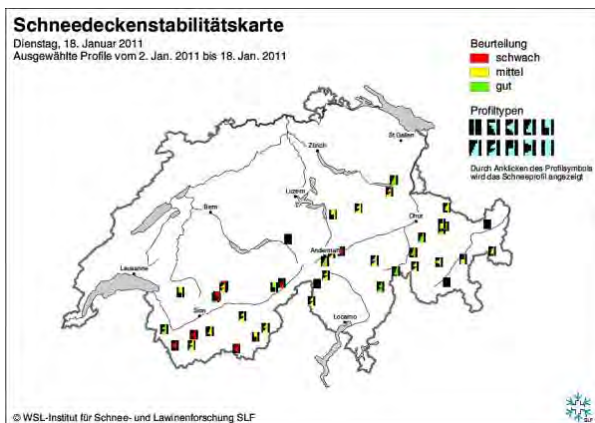 Schneedeckenstabilitätskarte
Dienstag, 18. Januar 2011
Ausgewählte Profile vom 2. Jan. 2011 bis 18. Jan. 2011
Beurteilung
schwach
mittel
gut
Profiltypen
Durch Anklicken des Profilsymbols
wird das Schneeprofil angezeigt
St.Gallen
Zürich
Luzern
Bern
Chur
Andermatt
Lausanne
Sion
Locarno
© WSL-Institut für Schnee- und Lawinenforschung SLF
SLF